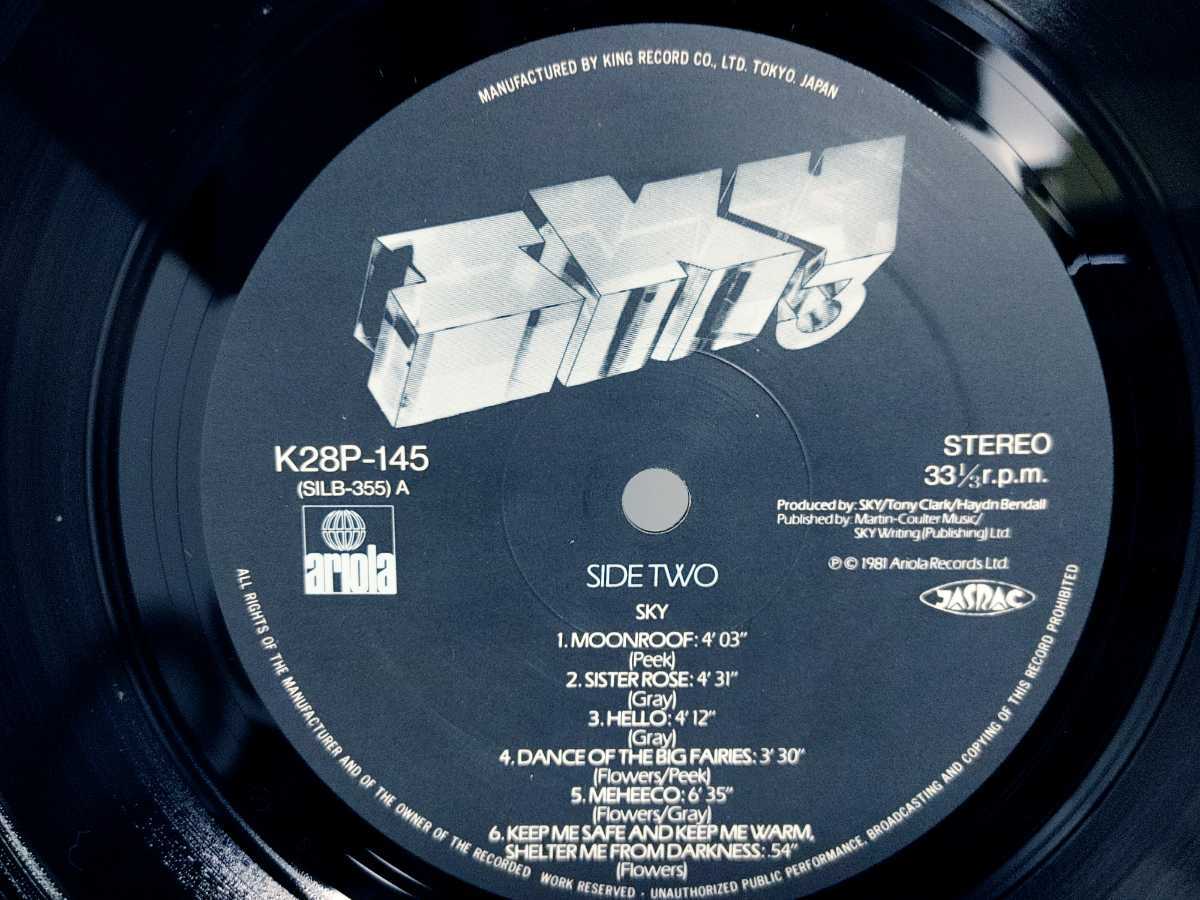 MANUFACTURED BY KING RECORD CO., LTD. TOKYO. JAPAN
SKY 3
K28P-145
(SILB-355) A
ariola
STEREO
33 1/3 r.p.m.
Produced by: SKY/Tony Clark/Haydn Bendall
Published by: Martin-Coulter Music/
SKY Writing (Publishing) Ltd.
℗ © 1981 Ariola Records Ltd.
JASRAC
SIDE TWO
SKY
1. MOONROOF: 4' 03"
(Peek)
2. SISTER ROSE: 4' 31"
(Gray)
3. HELLO: 4' 12"
(Gray)
4. DANCE OF THE BIG FAIRIES: 3' 30"
(Flowers/Peek)
5. MEHEECO: 6' 35"
(Flowers/Gray)
6. KEEP ME SAFE AND KEEP ME WARM,
SHELTER ME FROM DARKNESS: .54"
(Flowers)
ALL RIGHTS OF THE MANUFACTURER AND OF THE OWNER OF THE RECORDED WORK RESERVED · UNAUTHORIZED PUBLIC PERFORMANCE, BROADCASTING AND COPYING OF THIS RECORD PROHIBITED